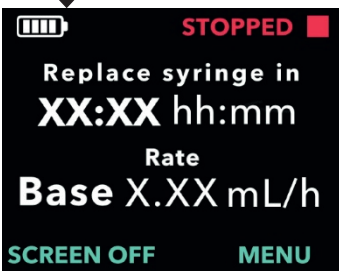 STOPPED
Replace syringe in
XX:XX hh:mm
Rate
Base X.XX mL/h
SCREEN OFF MENU